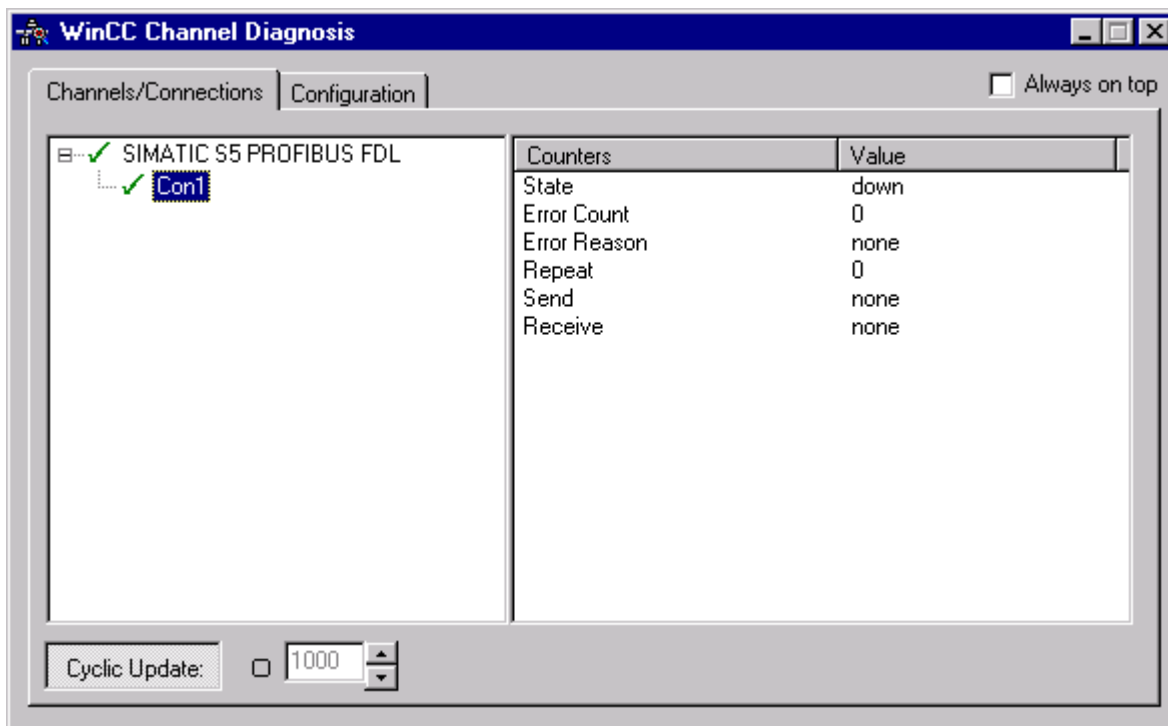 WinCC Channel Diagnosis
Channels/Connections Configuration Always on top
SIMATIC S5 PROFIBUS FDL
Con1
Counters Value
State down
Error Count 0
Error Reason none
Repeat 0
Send none
Receive none
Cyclic Update: 1000